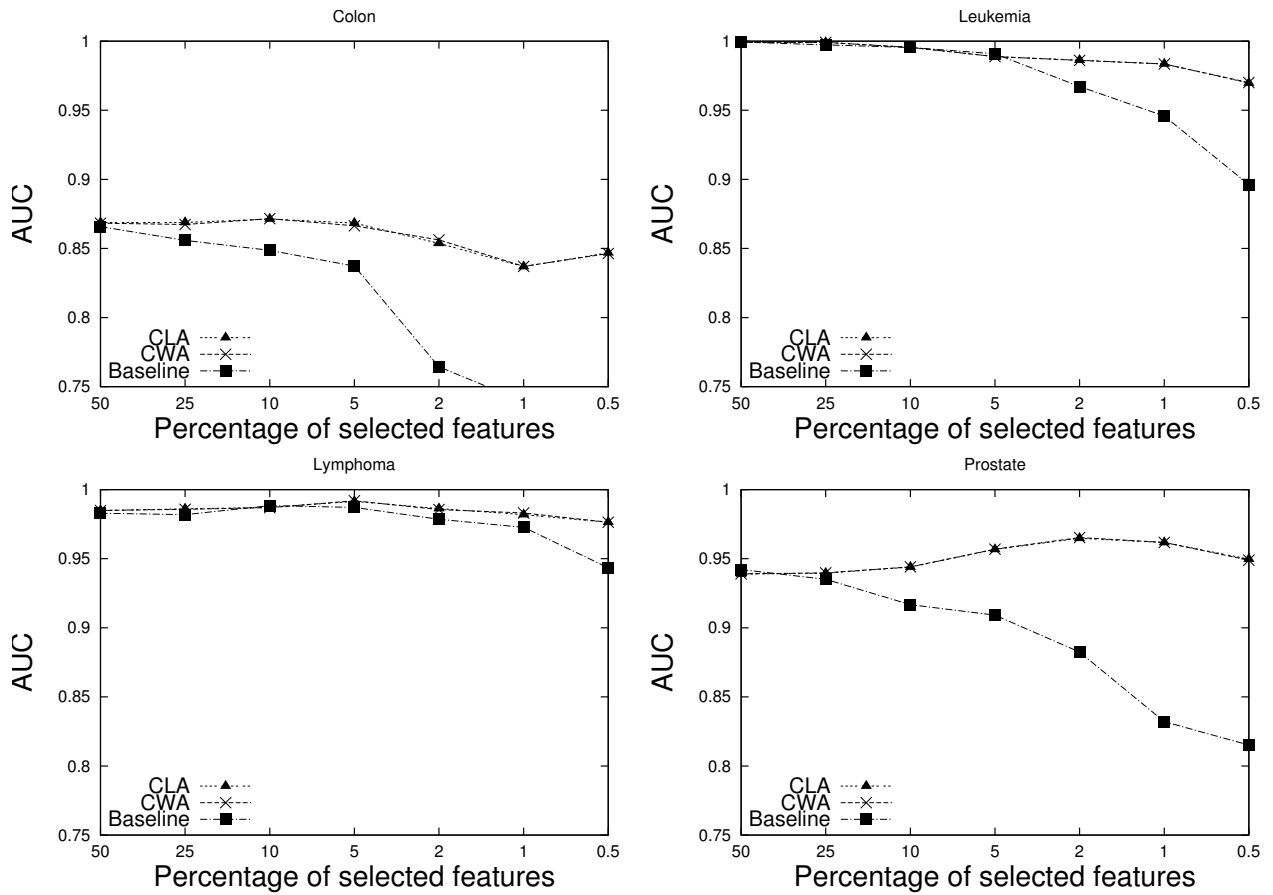 Colon
1
0.95
0.9
0.85
0.8
0.75
AUC
CLA
CWA
Baseline
50 25 10 5 2 1 0.5
Percentage of selected features
Leukemia
1
0.95
0.9
0.85
0.8
0.75
AUC
CLA
CWA
Baseline
50 25 10 5 2 1 0.5
Percentage of selected features
Lymphoma
1
0.95
0.9
0.85
0.8
0.75
AUC
CLA
CWA
Baseline
50 25 10 5 2 1 0.5
Percentage of selected features
Prostate
1
0.95
0.9
0.85
0.8
0.75
AUC
CLA
CWA
Baseline
50 25 10 5 2 1 0.5
Percentage of selected features